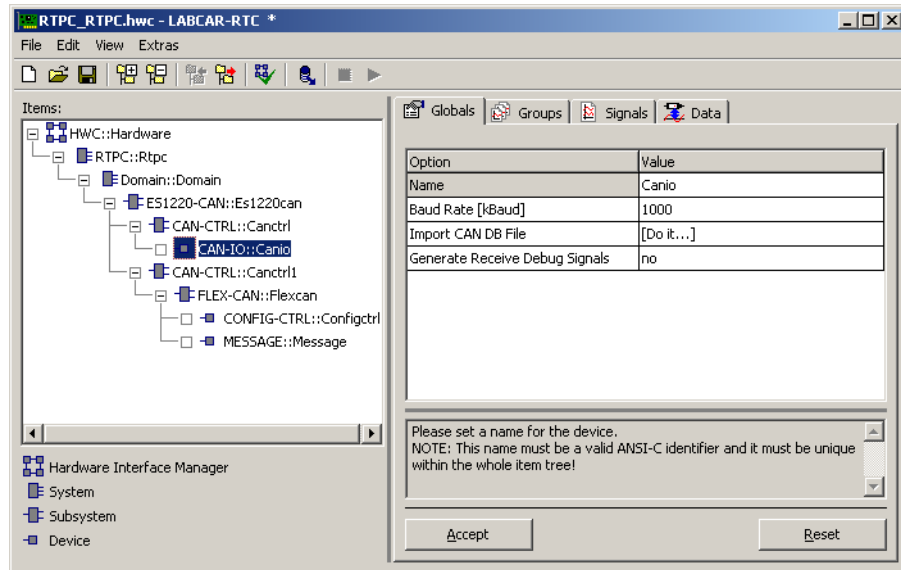 RTPC_RTPC.hwc - LABCAR-RTC *
File Edit View Extras
Items:
HWC::Hardware
RTPC::Rtpc
Domain::Domain
ES1220-CAN::Es1220can
CAN-CTRL::Canctrl
CAN-IO::Canio
CAN-CTRL::Canctrl1
FLEX-CAN::Flexcan
CONFIG-CTRL::Configctrl
MESSAGE::Message
Hardware Interface Manager
System
Subsystem
Device
Globals Groups Signals Data
Option Value
Name Canio
Baud Rate [kBaud] 1000
Import CAN DB File [Do it...]
Generate Receive Debug Signals no
Please set a name for the device.
NOTE: This name must be a valid ANSI-C identifier and it must be unique
within the whole item tree!
Accept Reset